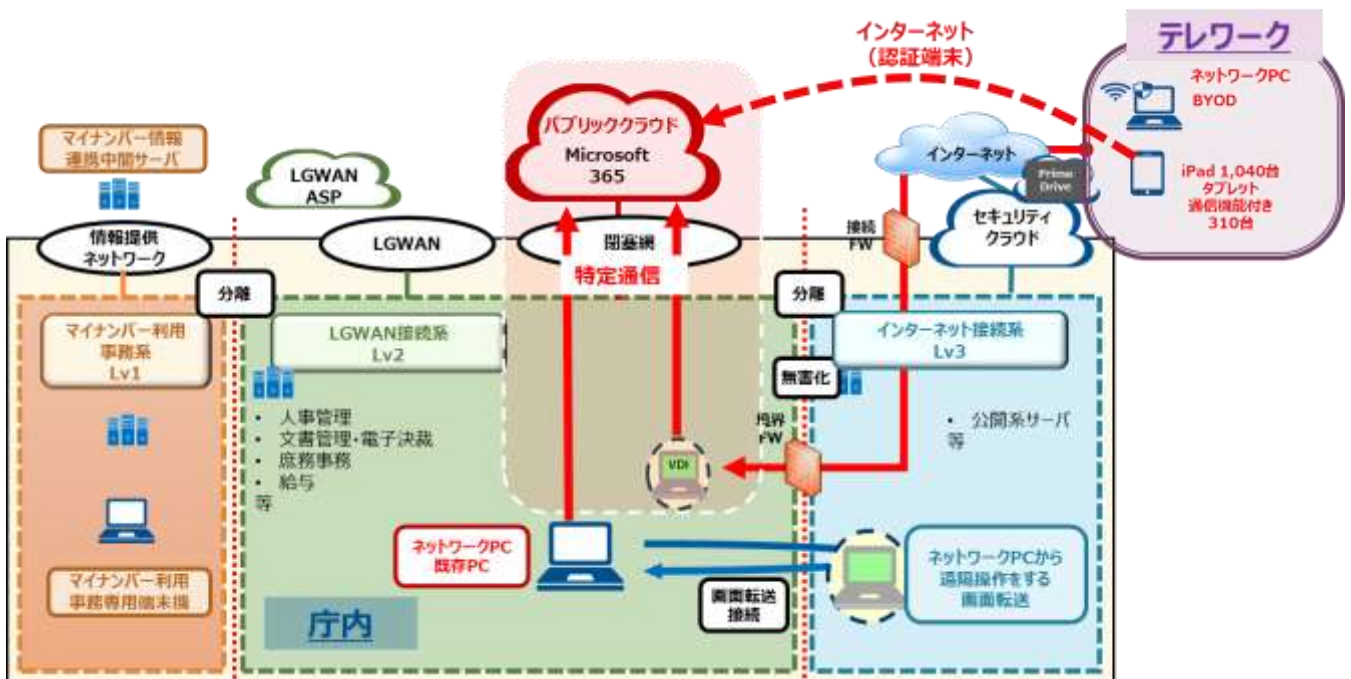 テレワーク
インターネット
(認証端末)
ネットワークPC
BYOD
iPad 1,040台
タブレット
通信機能付き
310台
マイナンバー情報
連携中間サーバ
LGWAN
ASP
パブリッククラウド
Microsoft
365
インターネット
Prime
Drive
セキュリティ
クラウド
接続
FW
情報提供
ネットワーク
LGWAN
閉塞網
特定通信
分離
分離
マイナンバー利用
事務系
Lv1
LGWAN接続系
Lv2
インターネット接続系
Lv3
無害化
・ 人事管理
・ 文書管理・電子決裁
・ 庶務事務
・ 給与
等
境界
FW
・ 公開系サーバ
等
VDI
ネットワークPC
既存PC
ネットワークPCから
遠隔操作をする
画面転送
マイナンバー利用
事務専用端末機
画面転送
接続
庁内